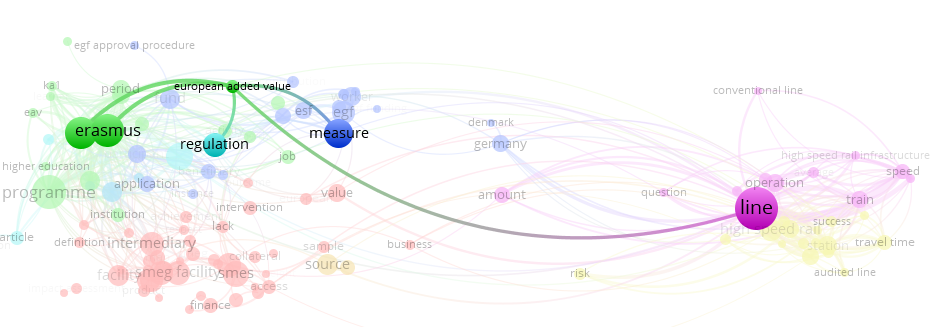 egf approval procedure
ka1
period
european added value
fund
worker
conventional line
eav
esf
egf
erasmus
measure
denmark
regulation
germany
job
high speed rail infrastructure
higher education
speed
programme
application
operation
value
amount
question
train
institution
intervention
line
lack
success
article
definition
intermediary
sample
business
high speed rail
station
travel time
collateral
source
facility
smeg facility
smes
risk
audited line
access
finance